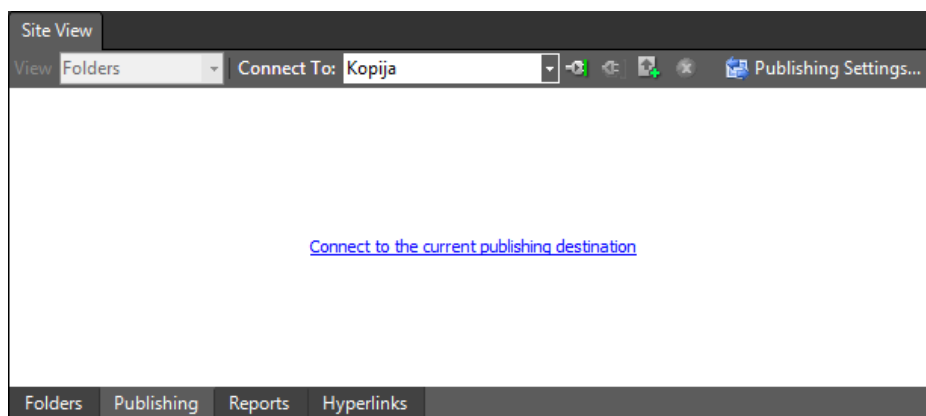 Site View
View Folders Connect To: Kopija Publishing Settings...
Connect to the current publishing destination
Folders Publishing Reports Hyperlinks